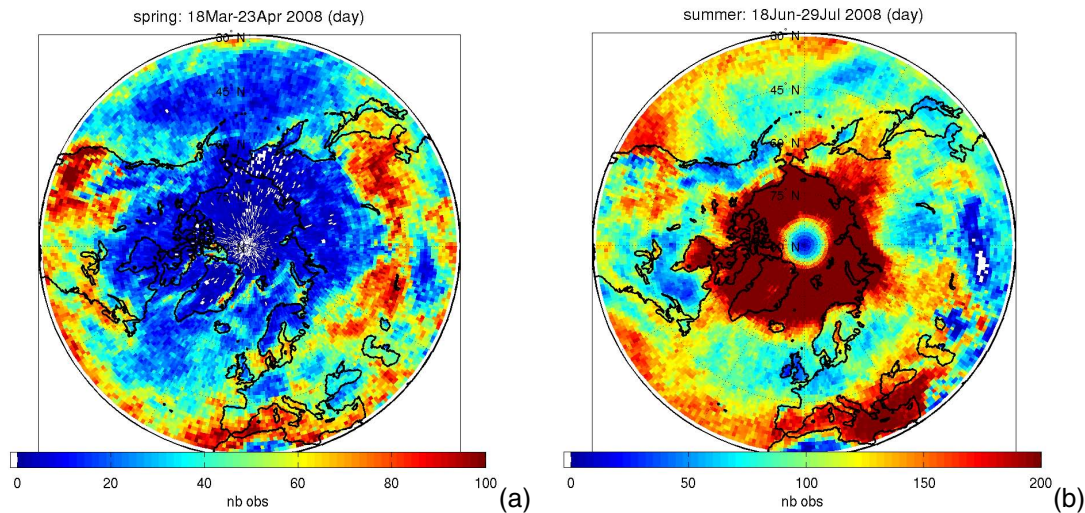 spring: 18Mar-23Apr 2008 (day)
30° N
45° N
0 20 40 60 80 100
nb obs
(a)
summer: 18Jun-29Jul 2008 (day)
30° N
45° N
60° N
75° N
0 50 100 150 200
nb obs
(b)